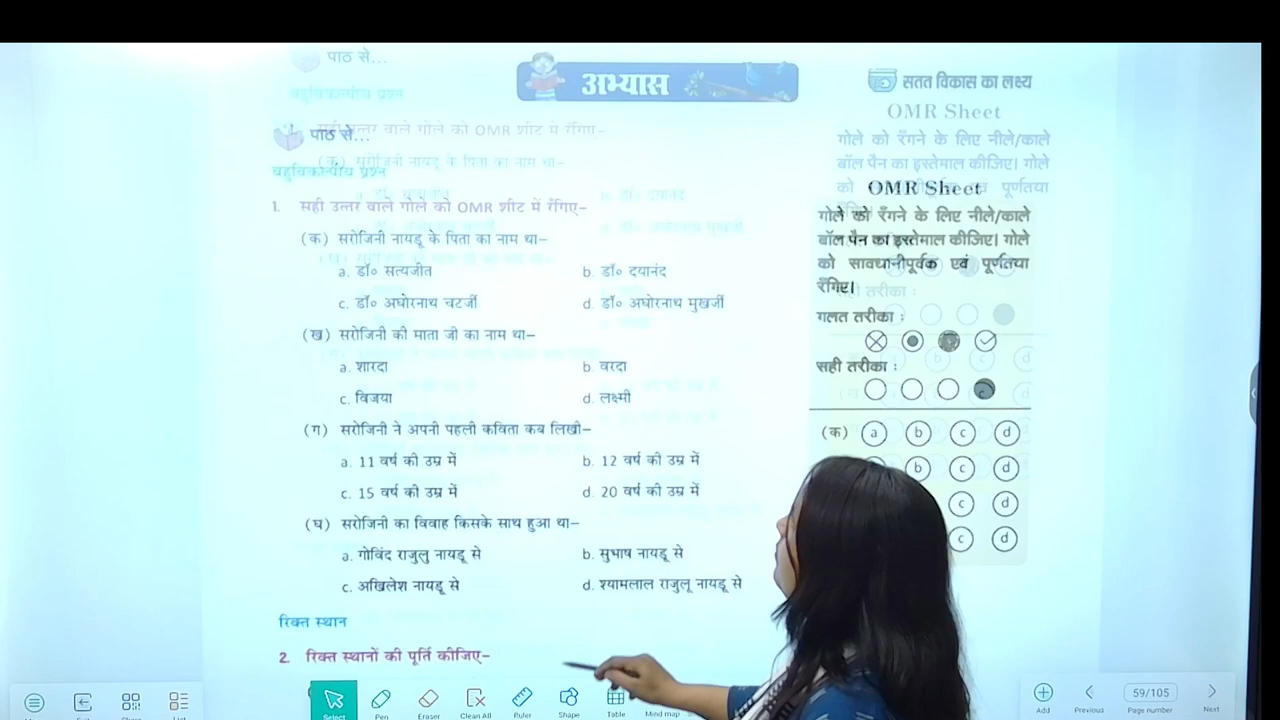 पाठ से...
अभ्यास
सतत विकास का लक्ष्य
OMR Sheet
गोले को रँगने के लिए नीले/काले
बॉल पैन का इस्तेमाल कीजिए। गोले
पाठ से...
बहुविकल्पीय प्रश्न
1. सही उत्तर वाले गोले को OMR शीट में रँगिए–
(क) सरोजिनी नायडू के पिता का नाम था–
a. डॉ० सत्यजीत
b. डॉ० दयानंद
c. डॉ० अघोरनाथ चटर्जी
d. डॉ० अघोरनाथ मुखर्जी
(ख) सरोजिनी की माता जी का नाम था–
a. शारदा
b. वरदा
c. विजया
d. लक्ष्मी
(ग) सरोजिनी ने अपनी पहली कविता कब लिखी–
a. 11 वर्ष की उम्र में
b. 12 वर्ष की उम्र में
c. 15 वर्ष की उम्र में
d. 20 वर्ष की उम्र में
(घ) सरोजिनी का विवाह किसके साथ हुआ था–
a. गोविंद राजुलु नायडू से
b. सुभाष नायडू से
c. अखिलेश नायडू से
d. श्यामलाल राजुलू नायडू से
रिक्त स्थान
2. रिक्त स्थानों की पूर्ति कीजिए–
OMR Sheet
गोले को रँगने के लिए नीले/काले
बॉल पैन का इस्तेमाल कीजिए। गोले
को सावधानीपूर्वक एवं पूर्णतया
रँगिए।
गलत तरीका :
सही तरीका :
(क) a b c d
b c d
c d
c d
Select Pen Eraser Clean All Ruler Shape Table Mind map
Add Previous 59/105 Page number Next